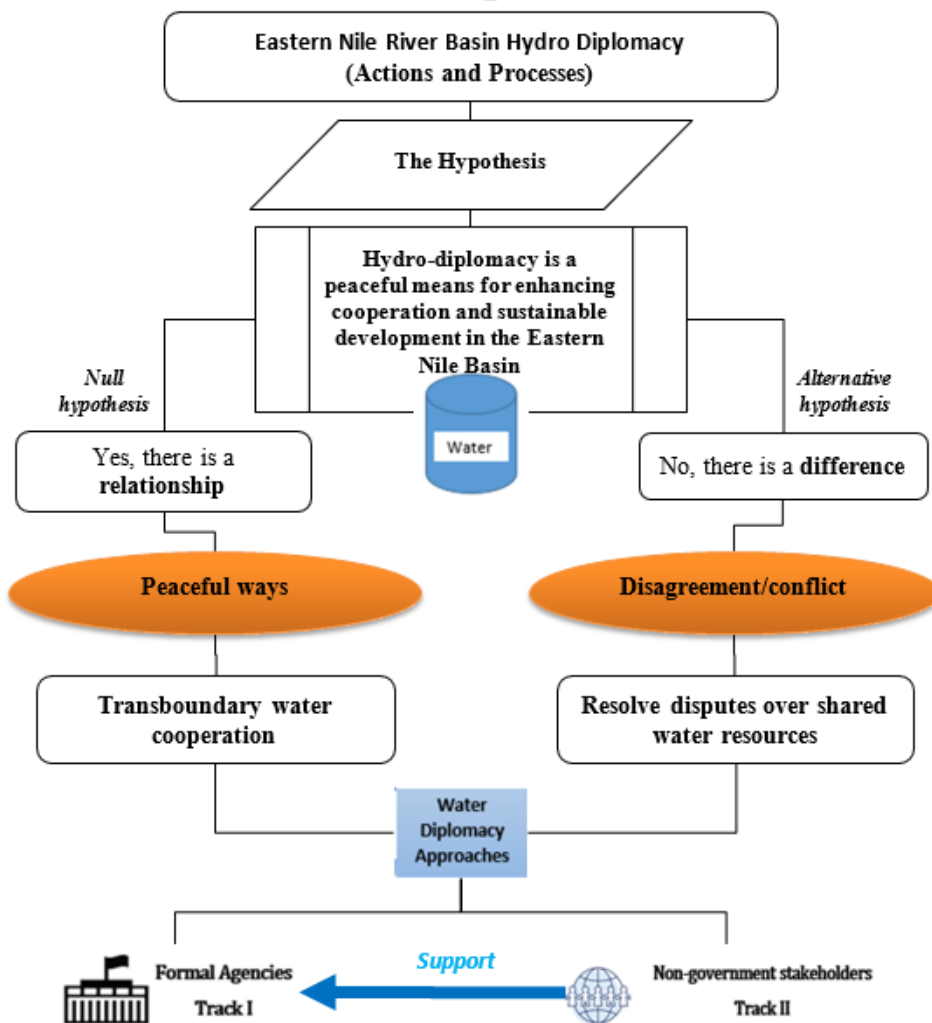 Eastern Nile River Basin Hydro Diplomacy
(Actions and Processes)
The Hypothesis
Hydro-diplomacy is a
peaceful means for enhancing
cooperation and sustainable
development in the Eastern
Nile Basin
Water
Null
hypothesis
Alternative
hypothesis
Yes, there is a
relationship
No, there is a difference
Peaceful ways
Disagreement/conflict
Transboundary water
cooperation
Resolve disputes over shared
water resources
Water
Diplomacy
Approaches
Formal Agencies
Track I
Support
Non-government stakeholders
Track II